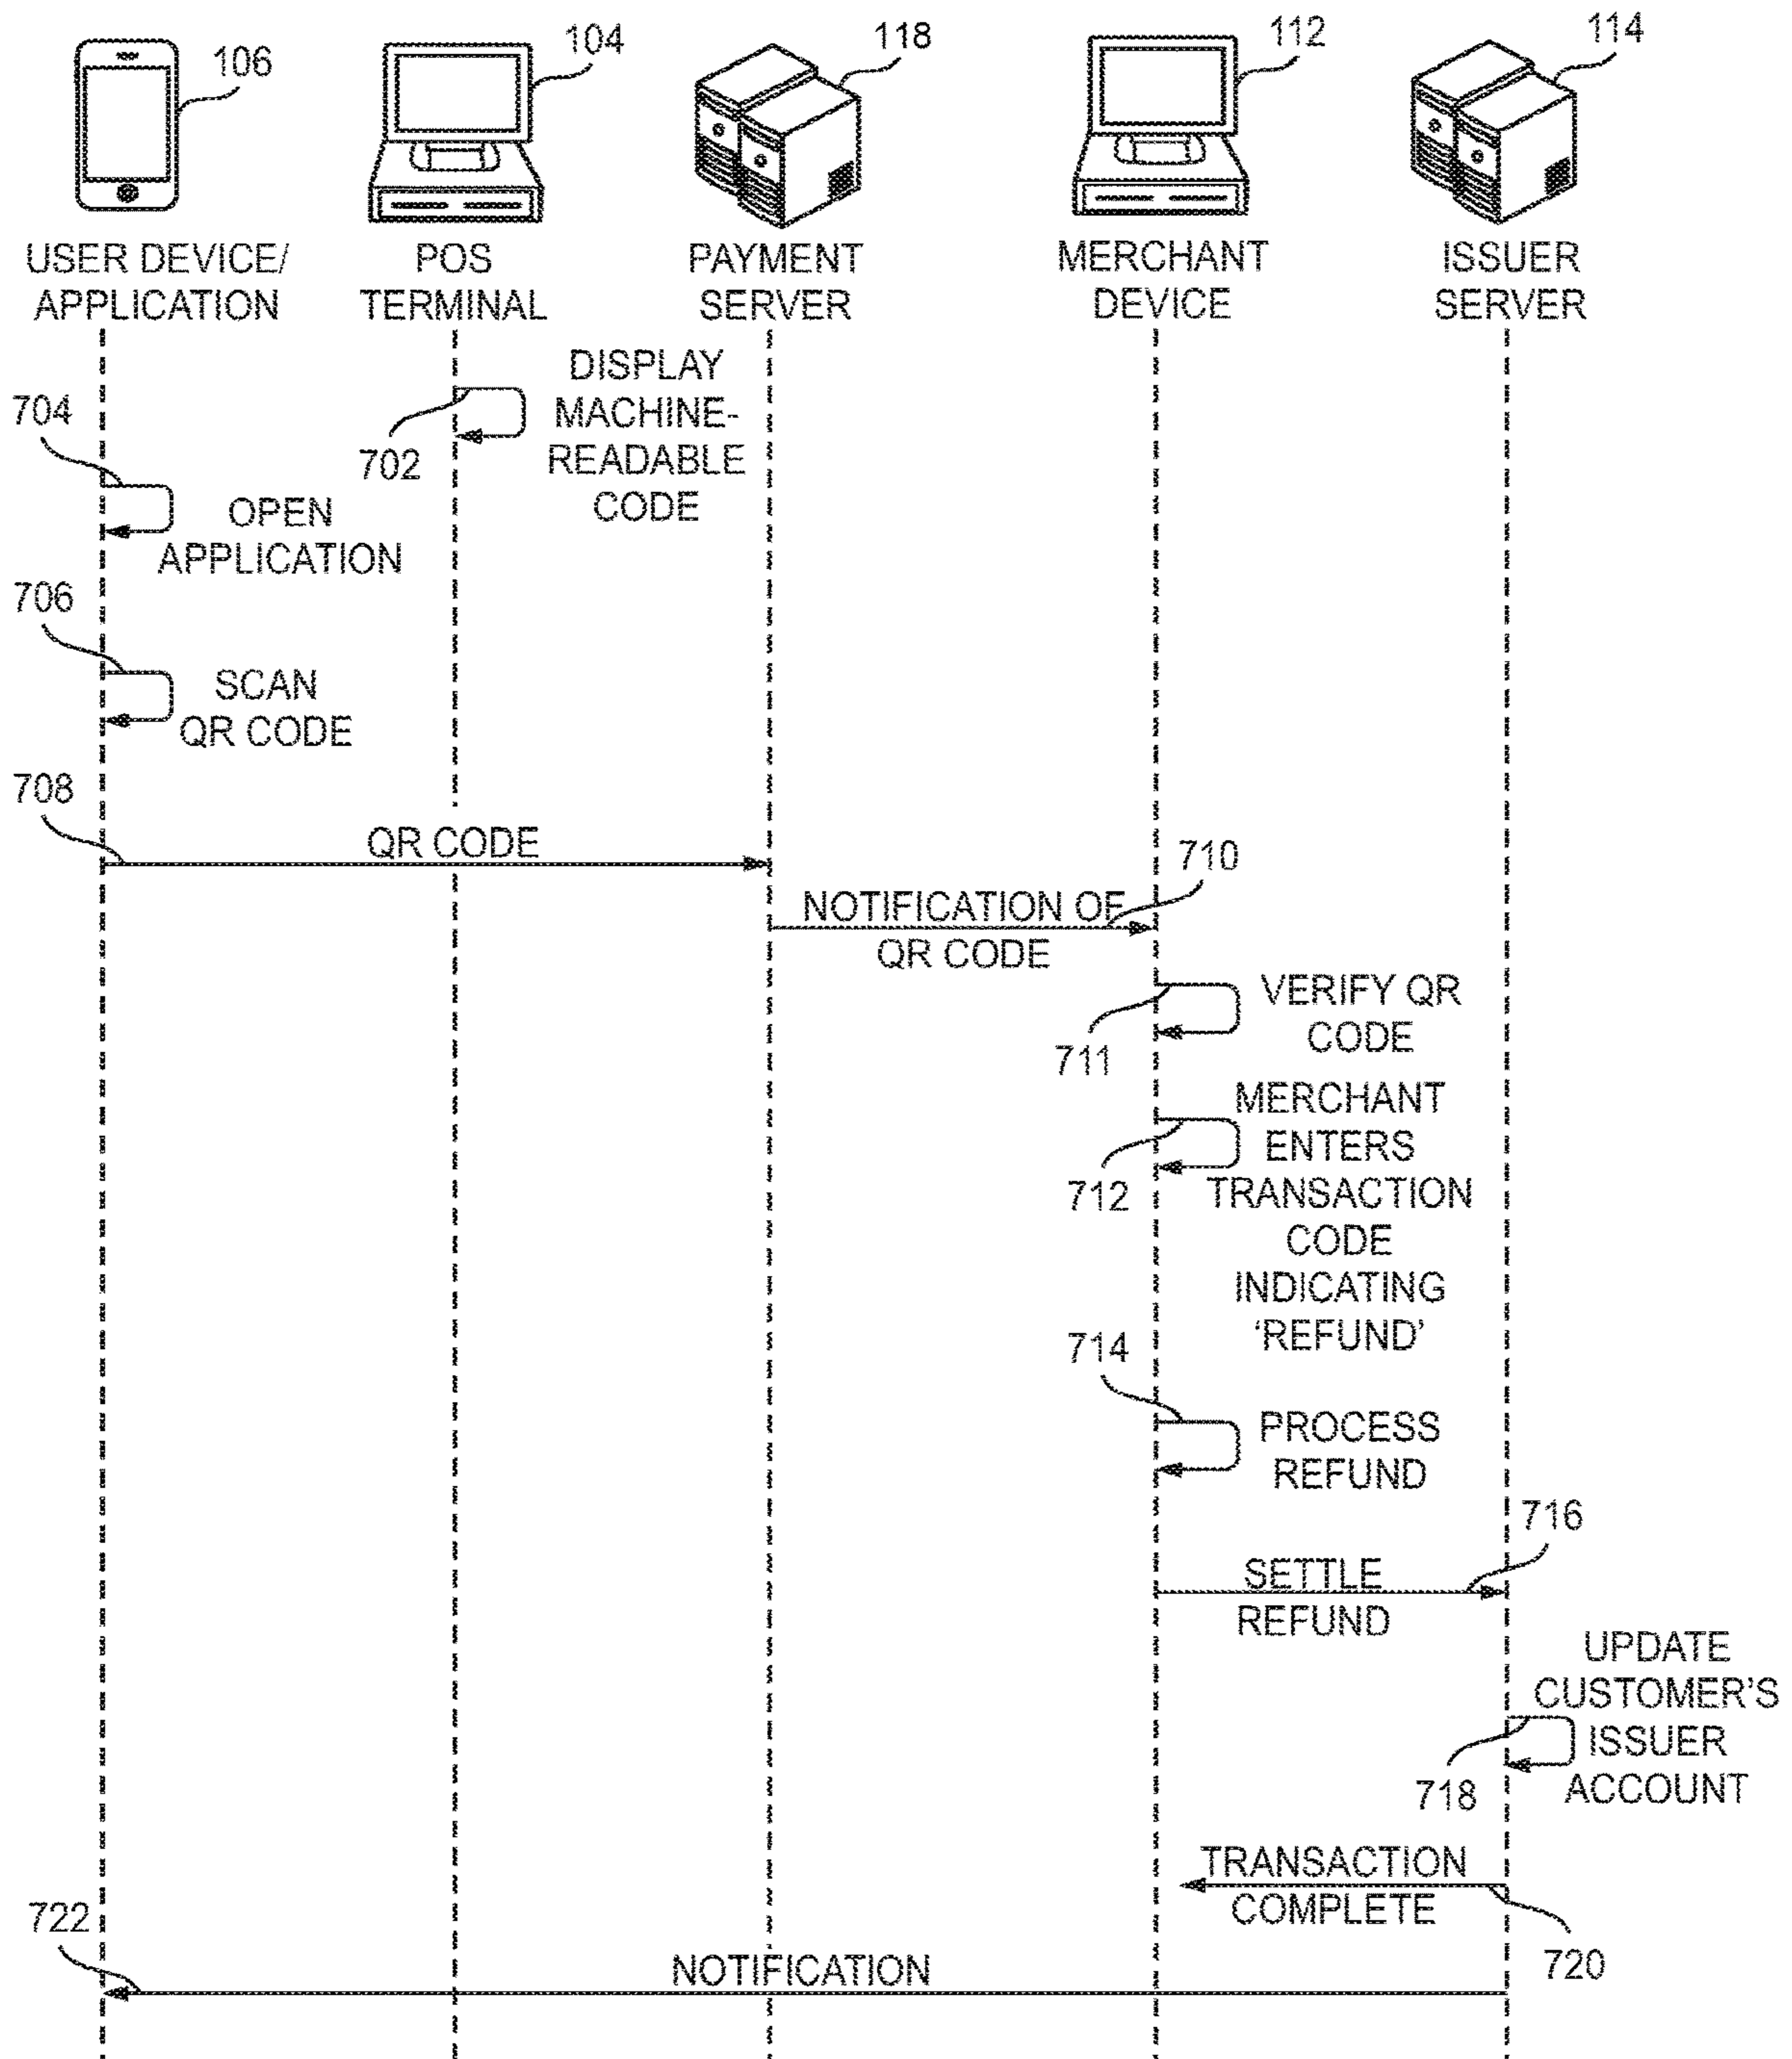 106
104
118
112
114
USER DEVICE/
APPLICATION
POS
TERMINAL
PAYMENT
SERVER
MERCHANT
DEVICE
ISSUER
SERVER
702
DISPLAY
MACHINE-
READABLE
CODE
704
OPEN
APPLICATION
706
SCAN
QR CODE
708
QR CODE
710
NOTIFICATION OF
QR CODE
711
VERIFY QR
CODE
712
MERCHANT
ENTERS
TRANSACTION
CODE
INDICATING
‘REFUND’
714
PROCESS
REFUND
716
SETTLE
REFUND
718
UPDATE
CUSTOMER’S
ISSUER
ACCOUNT
TRANSACTION
COMPLETE
720
722
NOTIFICATION